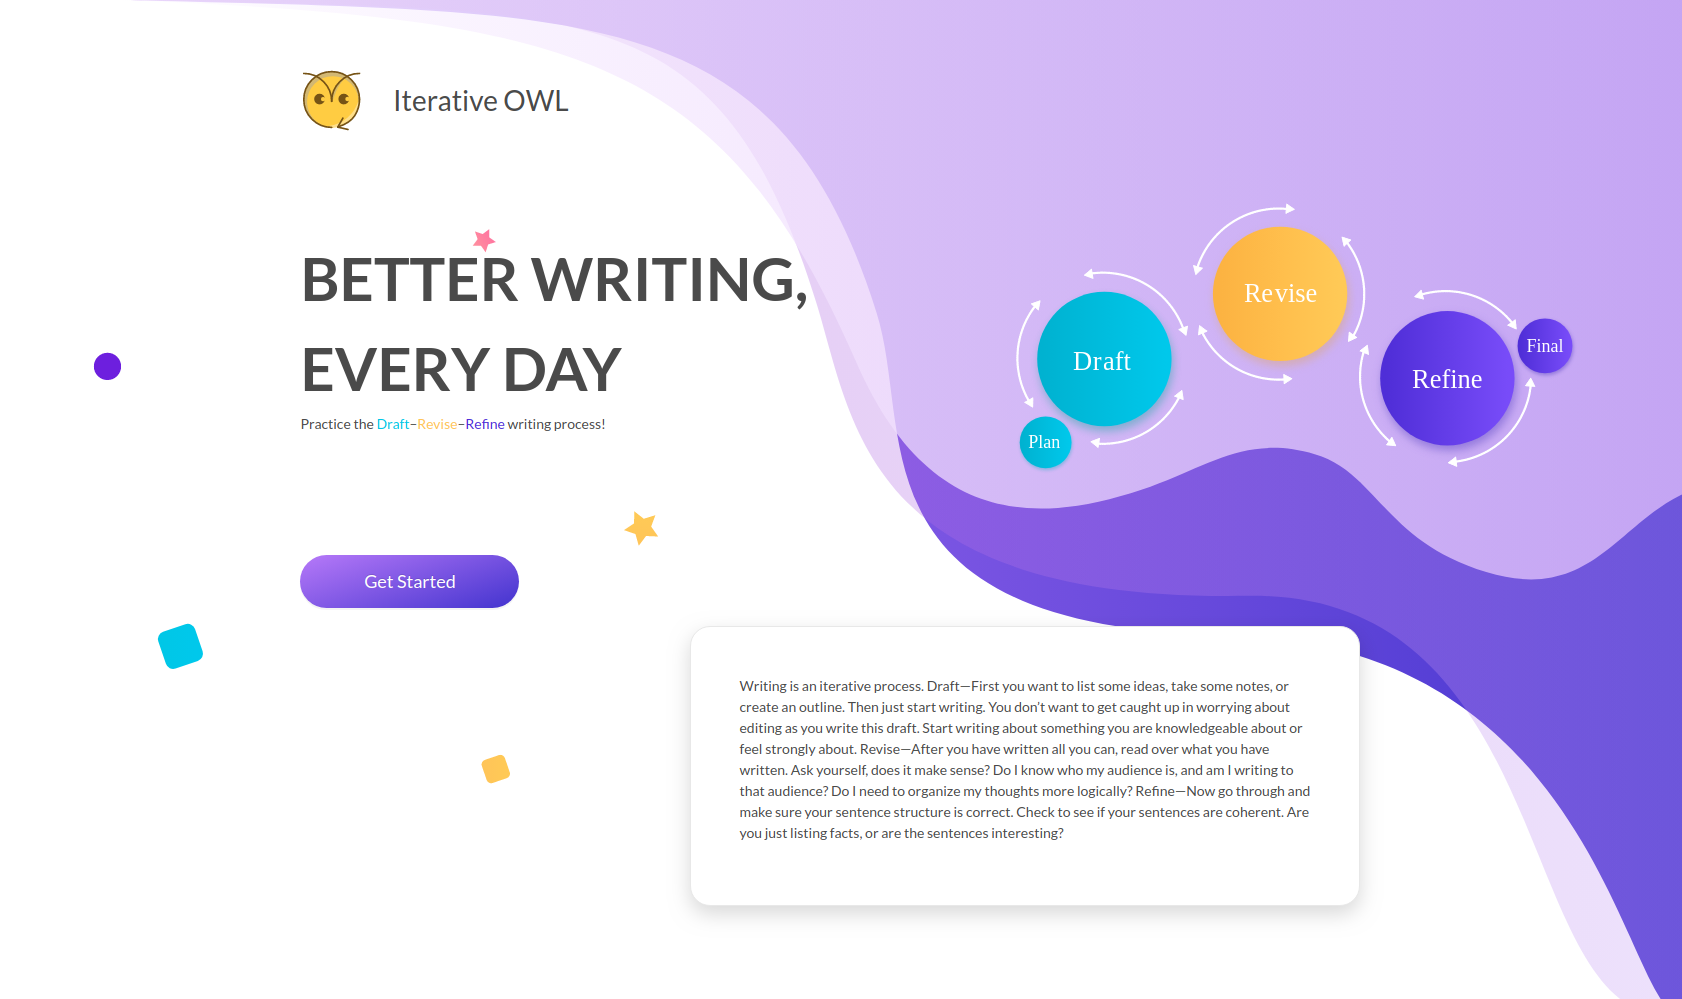 Iterative OWL
BETTER WRITING,
EVERY DAY
Practice the Draft–Revise–Refine writing process!
Get Started
Plan
Draft
Revise
Refine
Final
Writing is an iterative process. Draft—First you want to list some ideas, take some notes, or
create an outline. Then just start writing. You don’t want to get caught up in worrying about
editing as you write this draft. Start writing about something you are knowledgeable about or
feel strongly about. Revise—After you have written all you can, read over what you have
written. Ask yourself, does it make sense? Do I know who my audience is, and am I writing to
that audience? Do I need to organize my thoughts more logically? Refine—Now go through and
make sure your sentence structure is correct. Check to see if your sentences are coherent. Are
you just listing facts, or are the sentences interesting?